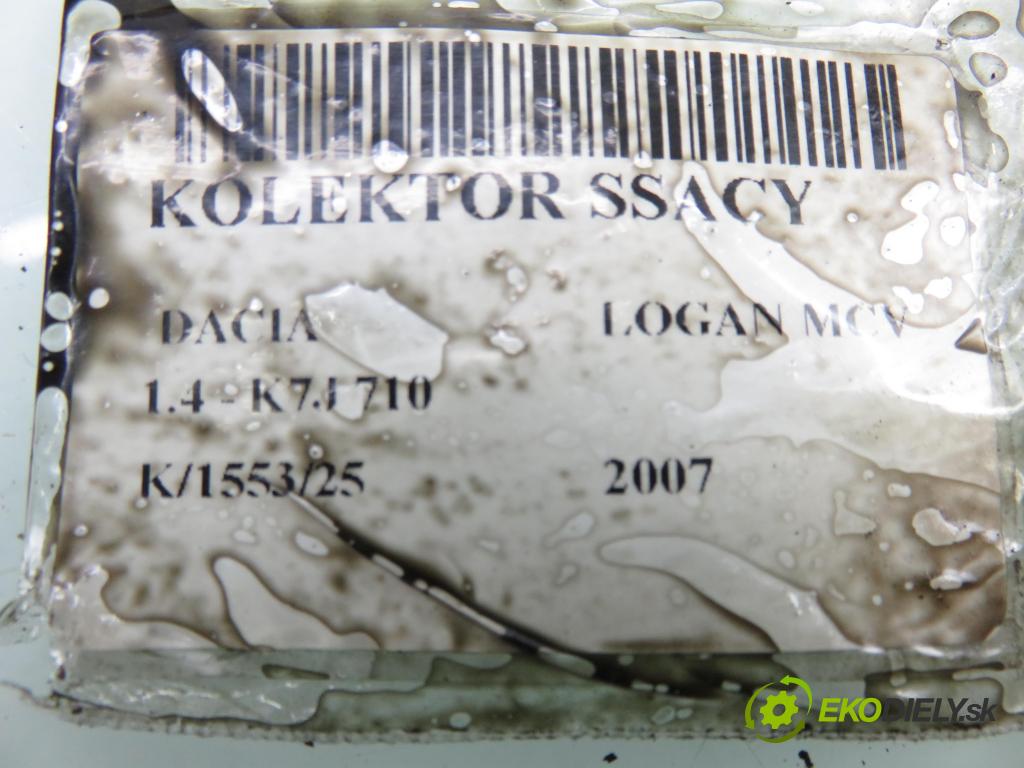 KOLEKTOR SSACY
DACIA LOGAN MCV
1.4 - K7J 710
K/1553/25 2007
EKODIELY.sk